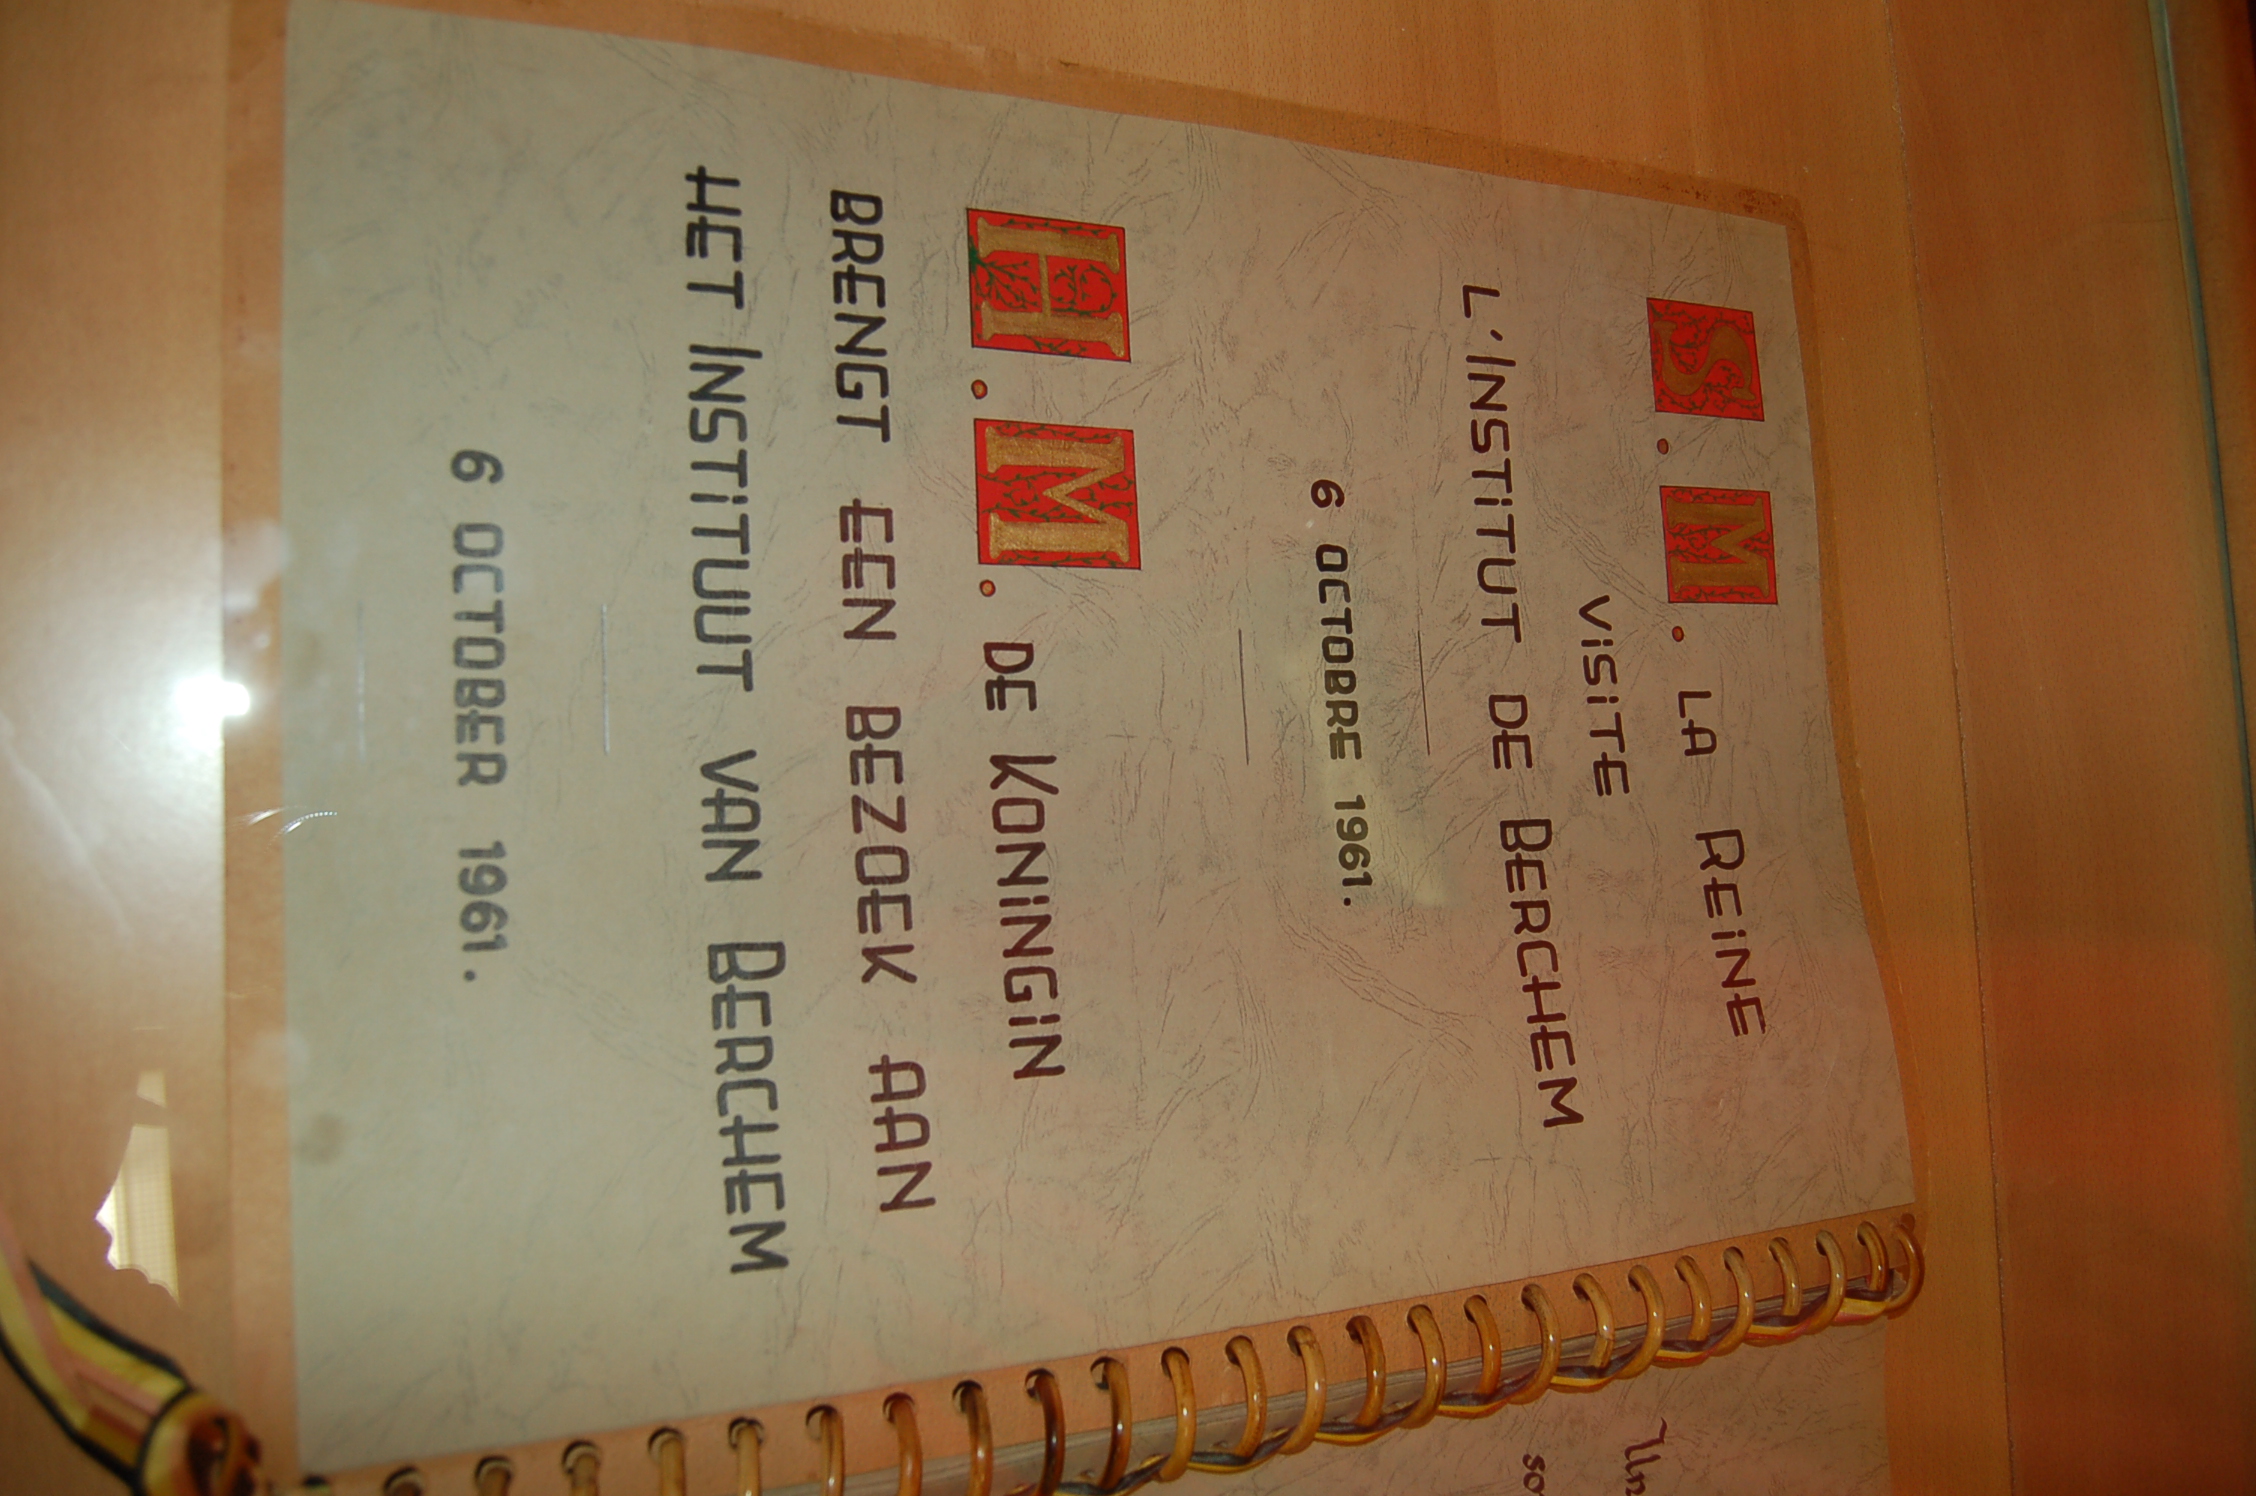 S. M. LA REINE
VISITE
L'INSTITUT DE BERCHEM
6 OCTOBRE 1961.
H. M. DE KONINGIN
BRENGT EEN BEZOEK AAN
HET INSTITUUT VAN BERCHEM
6 OCTOBER 1961.